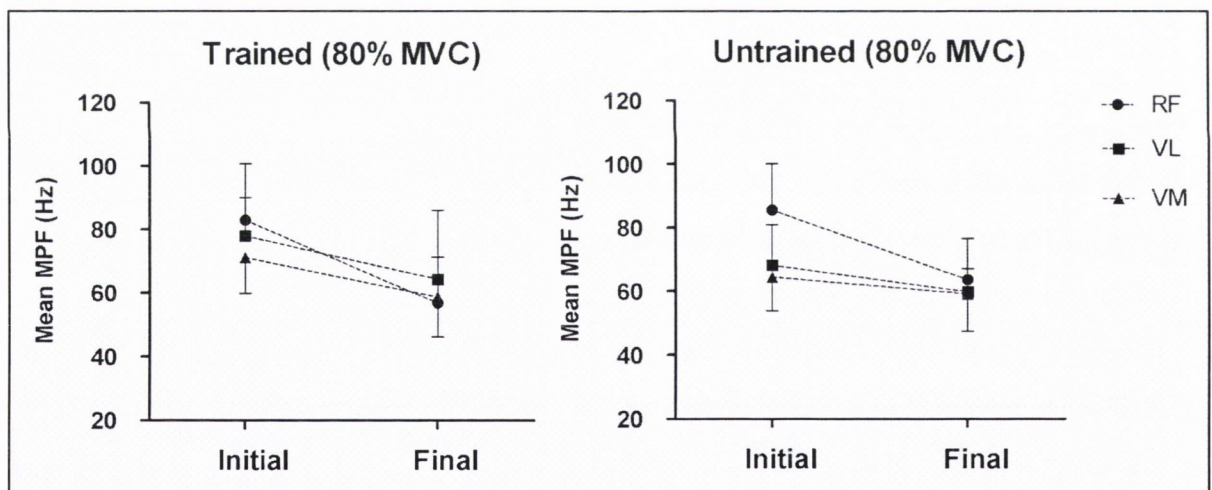 Trained (80% MVC)
120
100
80
60
40
20
Mean MPF (Hz)
Initial Final
Untrained (80% MVC)
120
100
80
60
40
20
Mean MPF (Hz)
Initial Final
RF
VL
VM